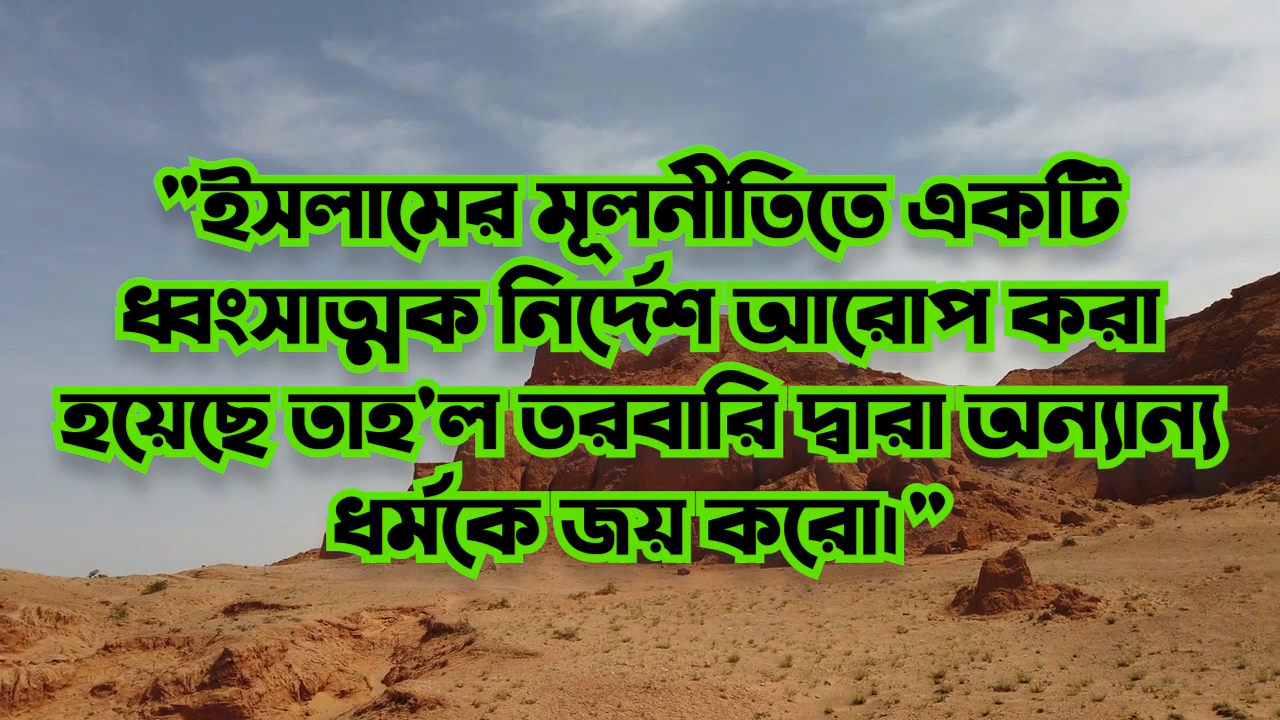 "ইসলামের মূলনীতিতে একটি
ধ্বংসাত্মক নির্দেশ আরোপ করা
হয়েছে তাহ'ল তরবারি দ্বারা অন্যান্য
ধর্মকে জয় করো।”